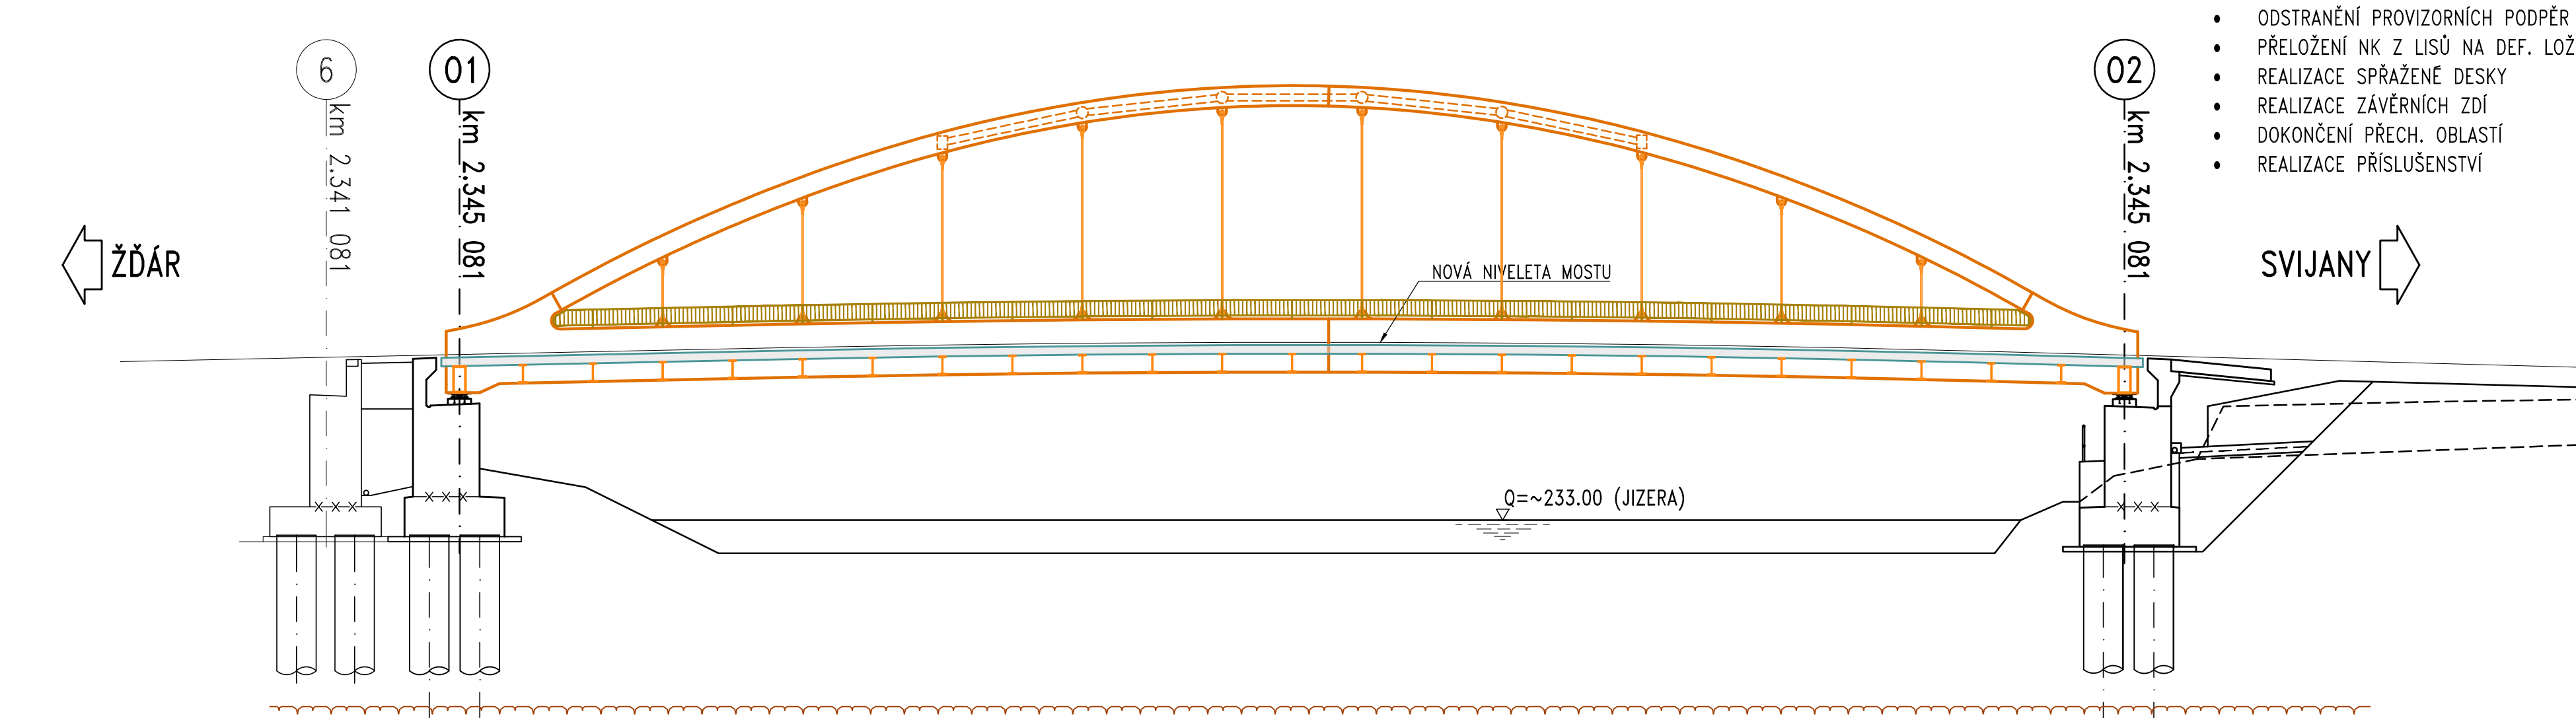 • ODSTRANĚNÍ PROVIZORNÍCH PODPĚR
• PŘELOŽENÍ NK Z LISŮ NA DEF. LOŽ
• REALIZACE SPŘAŽENÉ DESKY
• REALIZACE ZÁVĚRNÍCH ZDÍ
• DOKONČENÍ PŘECH. OBLASTÍ
• REALIZACE PŘÍSLUŠENSTVÍ
6
01
02
km 2.341 081
km 2.345 081
km 2.345 081
ŽĎÁR
SVIJANY
NOVÁ NIVELETA MOSTU
Q=~233.00 (JIZERA)